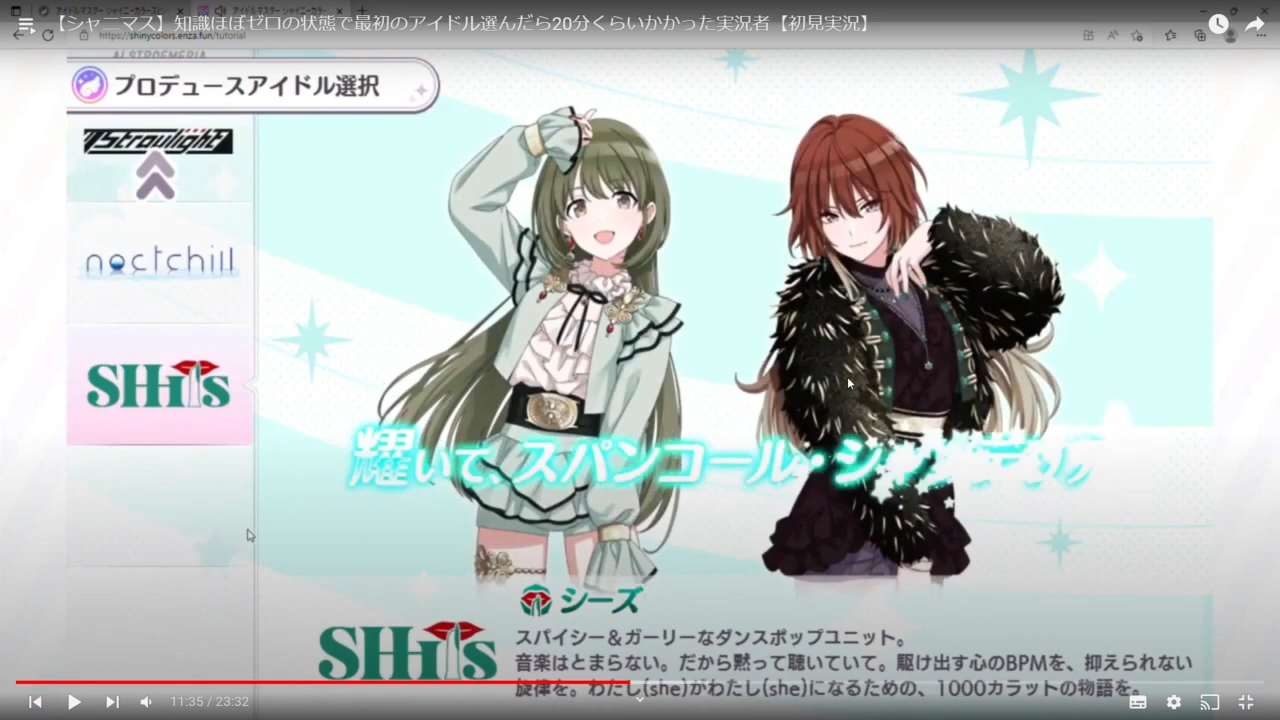 【シャニマス】知識ほぼゼロの状態で最初のアイドル選んだら20分くらいかかった実況者【初見実況】
https://shinycolors.enza.fun/tutorial
ALSTROEMERIA
プロデュースアイドル選択
Straylight
noctchill
SHHis
耀いて、スパンコール・シャ
シーズ
SHHis
スパイシー＆ガーリーなダンスポップユニット。
音楽はとまらない。だから黙って聴いていて。駆け出す心のBPMを、抑えられない
旋律を。わたし(she)がわたし(she)になるための、1000カラットの物語を。
11:35 / 23:32